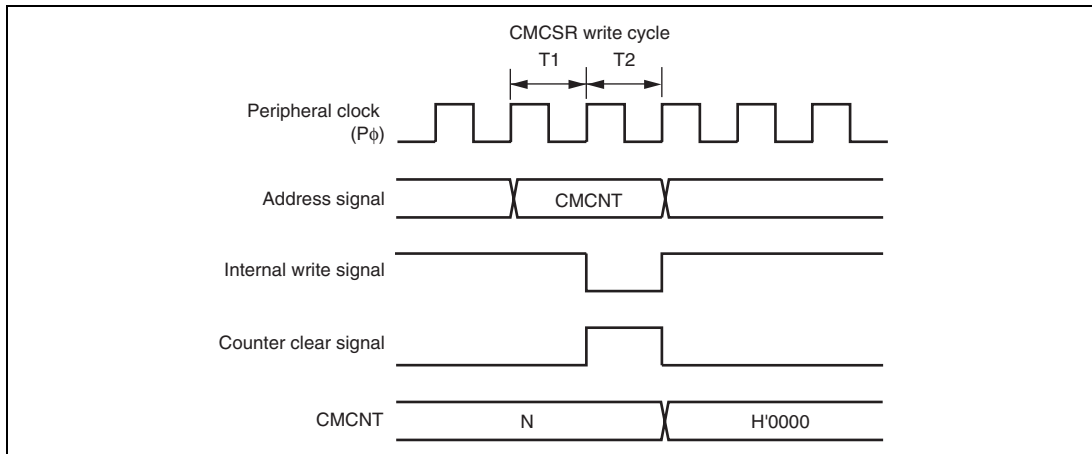 CMCSR write cycle
T1 T2
Peripheral clock
(Pϕ)
Address signal CMCNT
Internal write signal
Counter clear signal
CMCNT N H'0000